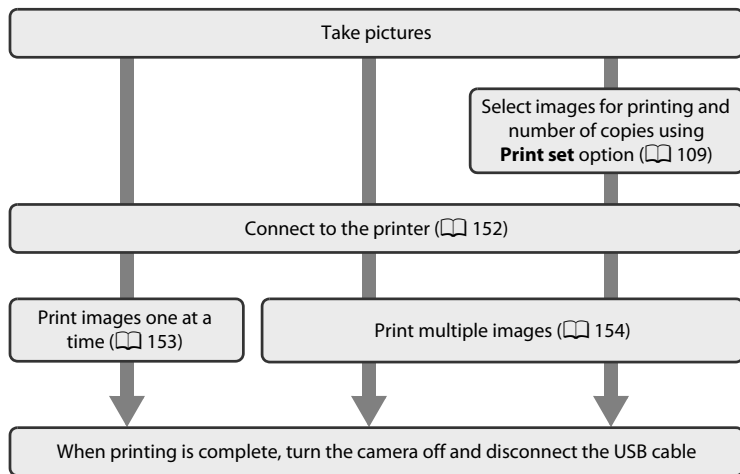 Take pictures
Select images for printing and
number of copies using
Print set option (📖 109)
Connect to the printer (📖 152)
Print images one at a
time (📖 153)
Print multiple images (📖 154)
When printing is complete, turn the camera off and disconnect the USB cable